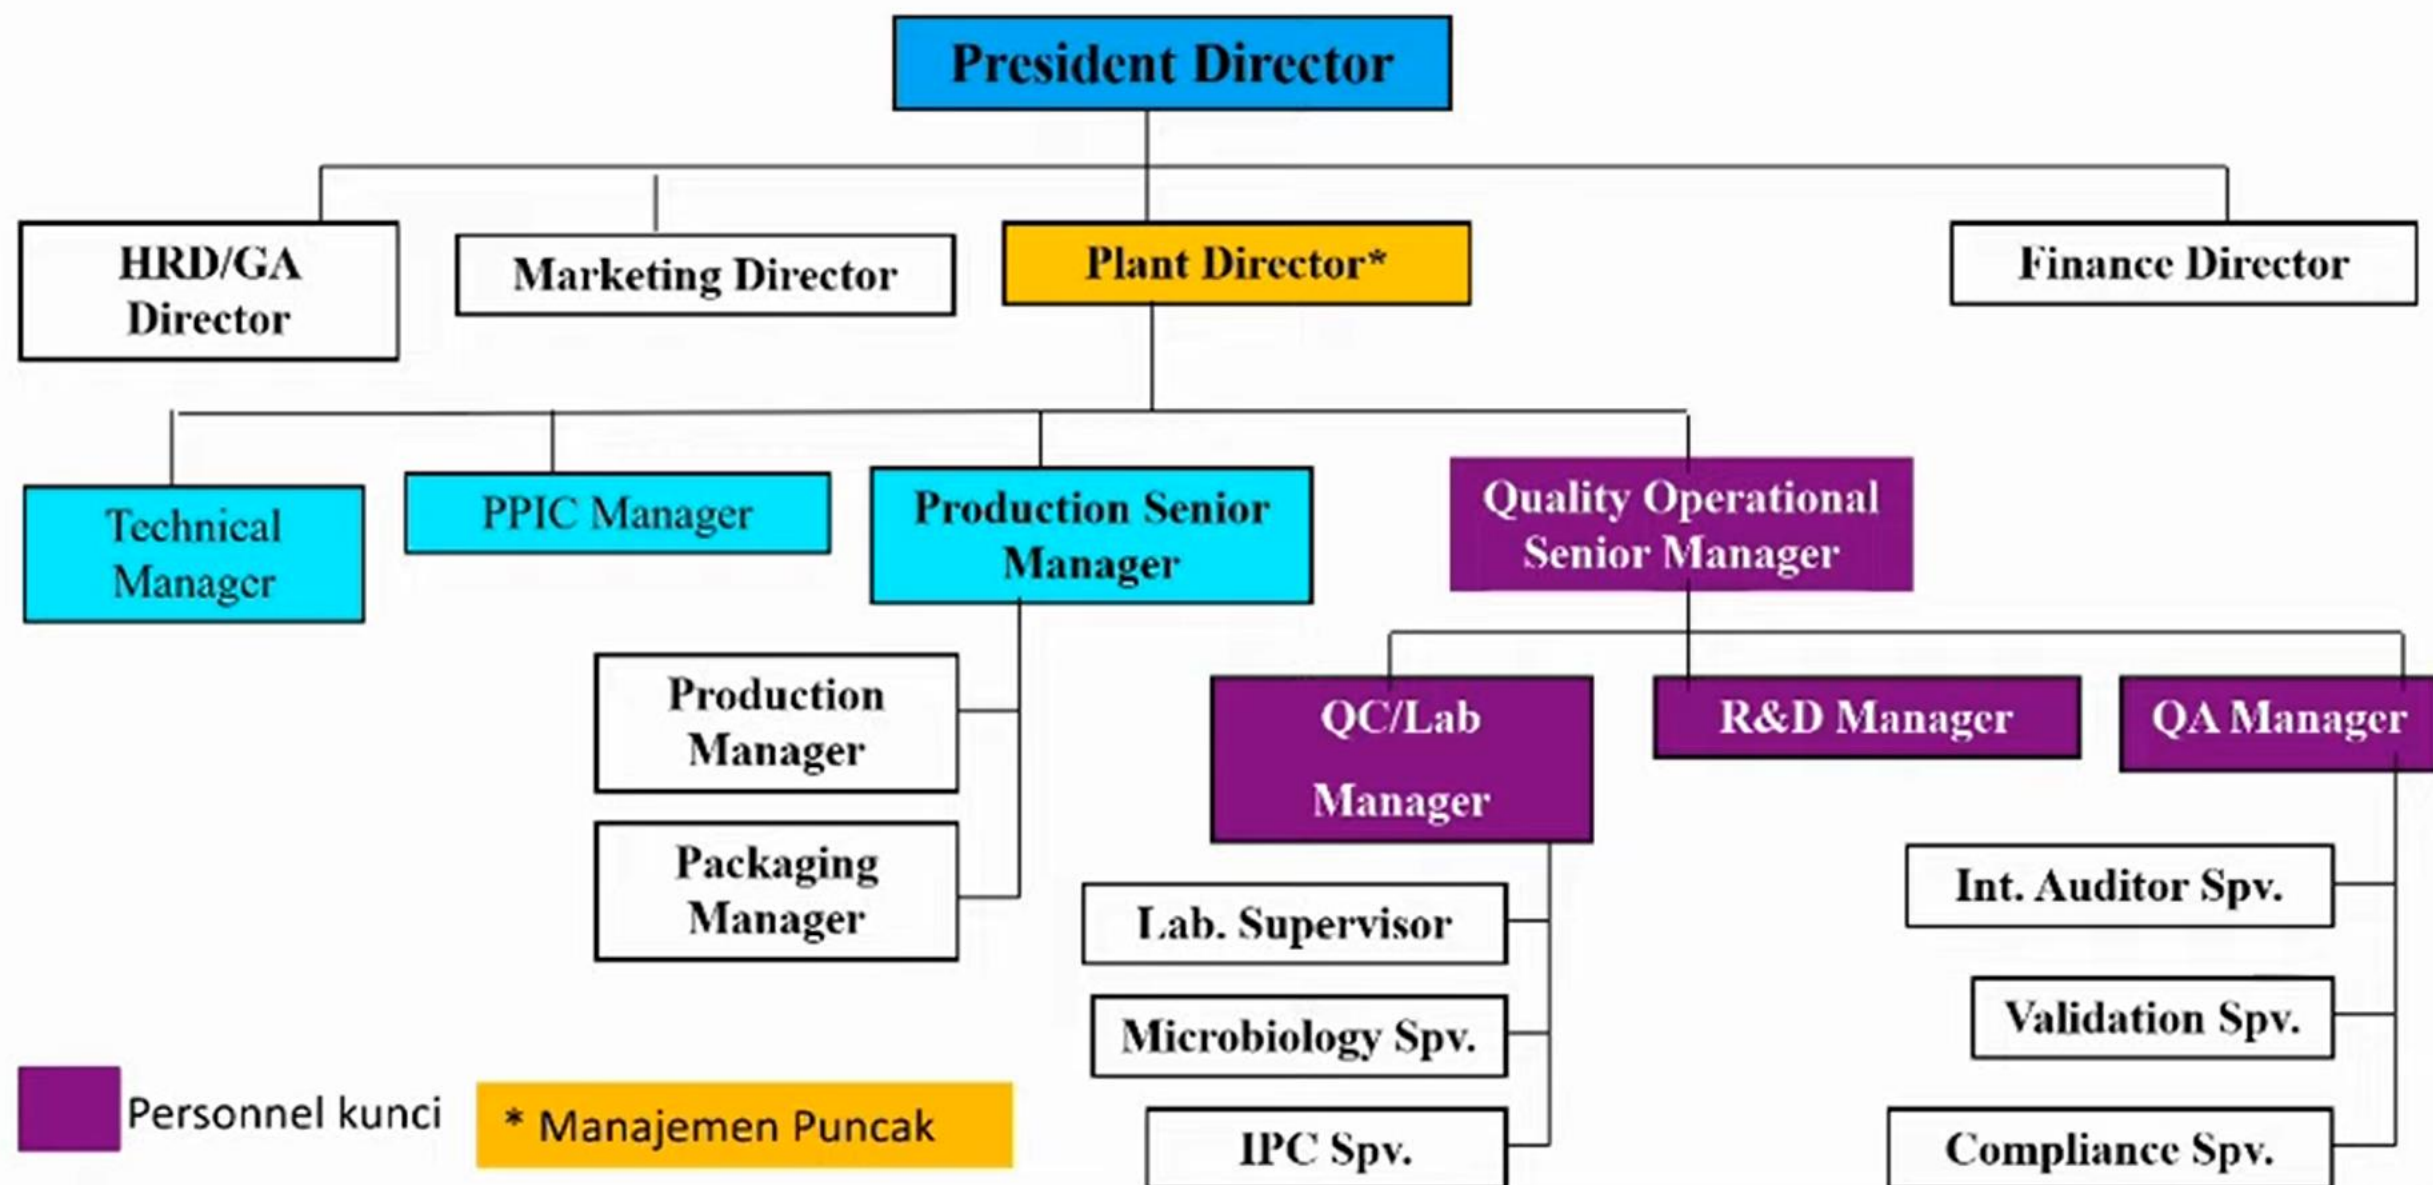 President Director
HRD/GA
Director
Marketing Director
Plant Director*
Finance Director
Technical
Manager
PPIC Manager
Production Senior
Manager
Quality Operational
Senior Manager
Production
Manager
Packaging
Manager
QC/Lab
Manager
R&D Manager
QA Manager
Lab. Supervisor
Microbiology Spv.
IPC Spv.
Int. Auditor Spv.
Validation Spv.
Compliance Spv.
Personnel kunci
* Manajemen Puncak